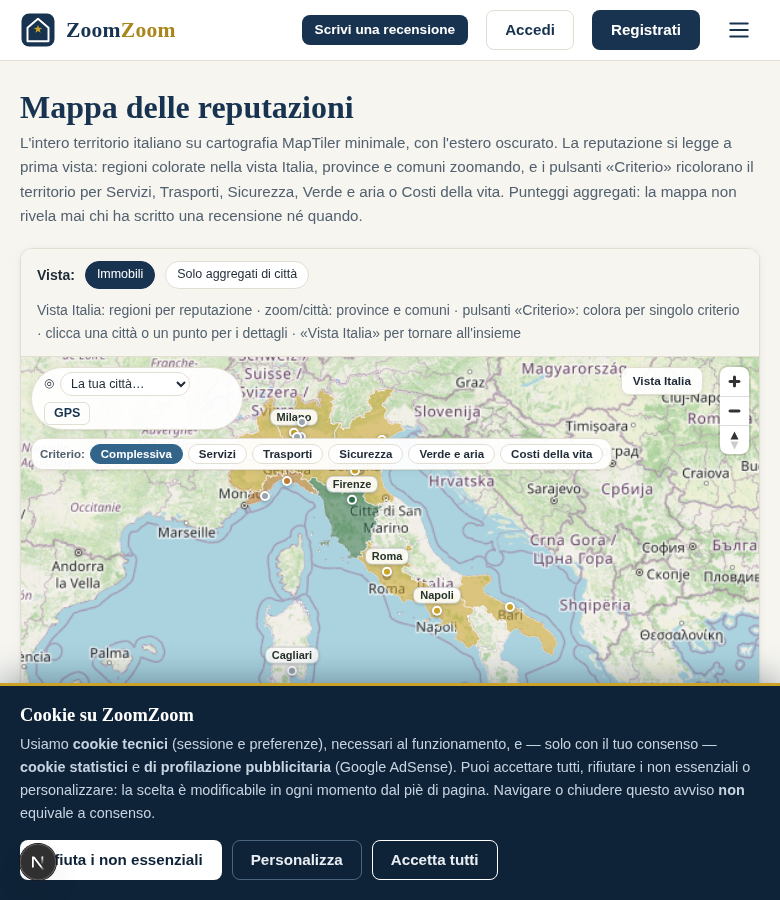 ZoomZoom
Scrivi una recensione
Accedi
Registrati
Mappa delle reputazioni
L'intero territorio italiano su cartografia MapTiler minimale, con l'estero oscurato. La reputazione si legge a
prima vista: regioni colorate nella vista Italia, province e comuni zoomando, e i pulsanti «Criterio» ricolorano il
territorio per Servizi, Trasporti, Sicurezza, Verde e aria o Costi della vita. Punteggi aggregati: la mappa non
rivela mai chi ha scritto una recensione né quando.
Vista:
Immobili
Solo aggregati di città
Vista Italia: regioni per reputazione · zoom/città: province e comuni · pulsanti «Criterio»: colora per singolo criterio
· clicca una città o un punto per i dettagli · «Vista Italia» per tornare all'insieme
Franche-
Suisse /
Svizzera /
Graz
Magyarország
La tua città…
Vista Italia
GPS
Milano
Slovenija
Timișoara
Auvergne-
Criterio:
Complessiva
Servizi
Trasporti
Sicurezza
Verde e aria
Costi della vita
Firenze
Hrvatska
Sarajevo
Србија
Craiova
Città di San
Marino
Marseille
Crna Gora /
Црна Гора
София
Roma
Andorra
la Vella
Roma
Italia
Скопје
Пловдив
Napoli
Shqipëria
Bari
Napoli
Θεσσαλονίκη
Palma
Cagliari
Cookie su ZoomZoom
Usiamo cookie tecnici (sessione e preferenze), necessari al funzionamento, e — solo con il tuo consenso —
cookie statistici e di profilazione pubblicitaria (Google AdSense). Puoi accettare tutti, rifiutare i non essenziali o
personalizzare: la scelta è modificabile in ogni momento dal piè di pagina. Navigare o chiudere questo avviso non
equivale a consenso.
N
fiuta i non essenziali
Personalizza
Accetta tutti